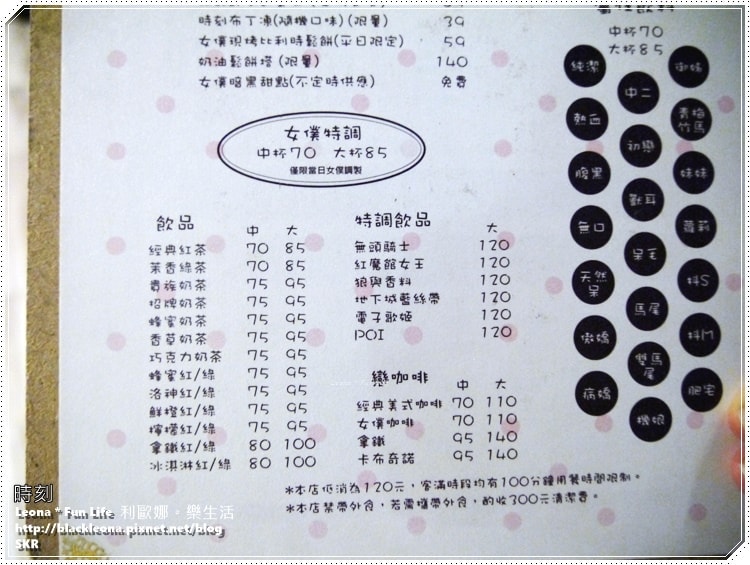 時刻布丁凍(隨機口味)(限量) 39
女僕現烤比利時鬆餅(平日限定) 59
奶油鬆餅塔(限量) 140
女僕暗黑甜點(不定時供應) 免費
女僕特調
中杯70 大杯85
僅限當日女僕調製
飲品 中 大
經典紅茶 70 85
茉香綠茶 70 85
貴族奶茶 75 95
招牌奶茶 75 95
蜂蜜奶茶 75 95
香草奶茶 75 95
巧克力奶茶 75 95
蜂蜜紅/綠 75 95
洛神紅/綠 75 95
鮮橙紅/綠 75 95
檸檬紅/綠 75 95
拿鐵紅/綠 80 100
冰淇淋紅/綠 80 100
特調飲品 大
無頭騎士 120
紅魔館女王 120
狼與香料 120
地下城藍絲帶 120
電子歌姬 120
POI 120
戀咖啡 中 大
經典美式咖啡 70 110
女僕咖啡 70 110
拿鐵 95 140
卡布奇諾 95 140
屬性飲料
中杯70
大杯85
純潔
熱血
腹黑
無口
天然
呆
傲嬌
病嬌
中二
初戀
獸耳
呆毛
馬尾
雙馬
尾
機娘
御姊
青梅
竹馬
妹妹
蘿莉
抖S
抖M
肥宅
*本店低消為120元，客滿時段均有100分鐘用餐時間限制。
*本店禁帶外食，若需攜帶外食，酌收300元清潔費。
時刻
Leona * Fun Life 利歐娜。樂生活
http://blackleona.pixnet.net/blog
SKR